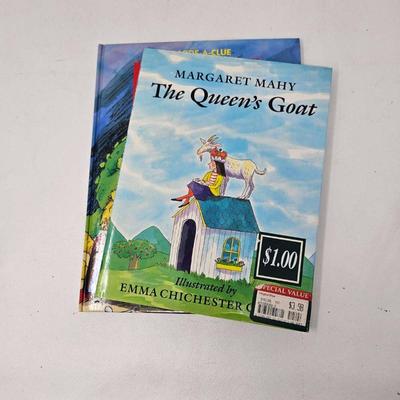 MARGARET MAHY
The Queen's Goat
$1.00
Illustrated by
EMMA CHICHESTER
SPECIAL VALUE
$3.98